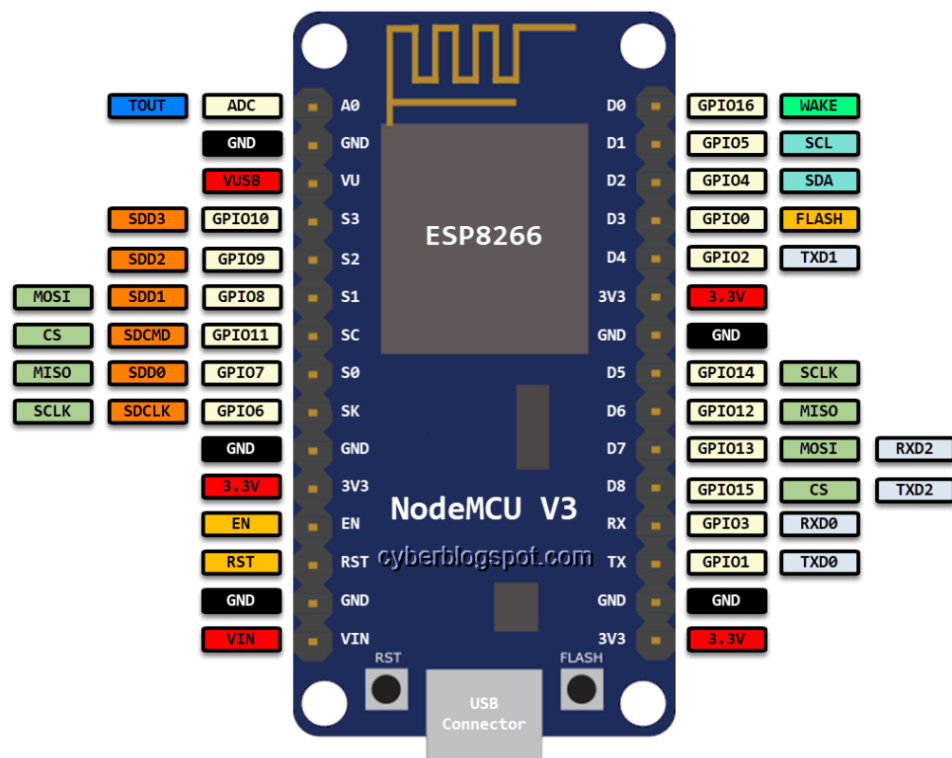 TOUT ADC A0 D0 GPIO16 WAKE
GND GND D1 GPIO5 SCL
VUSB VU D2 GPIO4 SDA
SDD3 GPIO10 S3 D3 GPIO0 FLASH
ESP8266
SDD2 GPIO9 S2 D4 GPIO2 TXD1
MOSI SDD1 GPIO8 S1 3V3 3.3V
CS SDCMD GPIO11 SC GND GND
MISO SDD0 GPIO7 S0 D5 GPIO14 SCLK
SCLK SDCLK GPIO6 SK D6 GPIO12 MISO
GND GND D7 GPIO13 MOSI RXD2
3.3V 3V3 D8 GPIO15 CS TXD2
NodeMCU V3
EN EN RX GPIO3 RXD0
RST RST cyberblogspot.com TX GPIO1 TXD0
GND GND GND GND
VIN VIN 3V3 3.3V
RST FLASH
USB
Connector